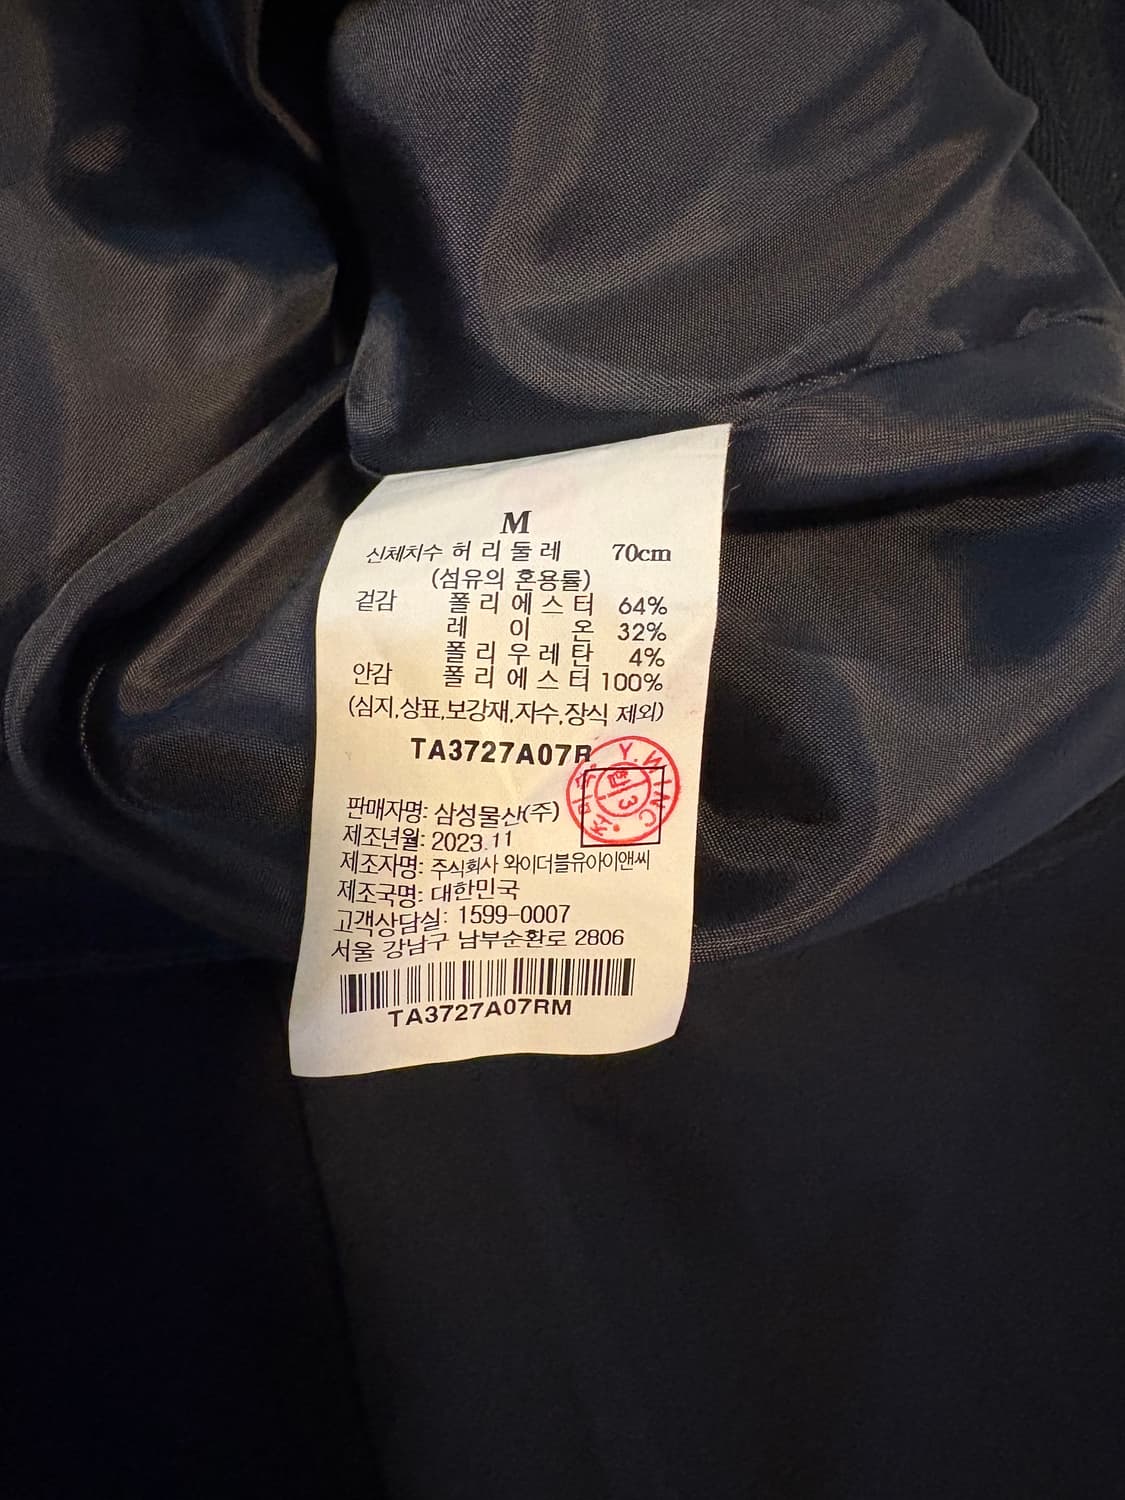 M
신체치수 허리둘레 70cm
(섬유의 혼용률)
겉감 폴리에스터 64%
레이온 32%
폴리우레탄 4%
안감 폴리에스터 100%
(심지,상표,보강재,자수,장식 제외)
TA3727A07R
Y.WINC.
3
판매자명: 삼성물산(주)
제조년월: 2023.11
제조자명: 주식회사 와이더블유아이앤씨
제조국명: 대한민국
고객상담실: 1599-0007
서울 강남구 남부순환로 2806
TA3727A07RM